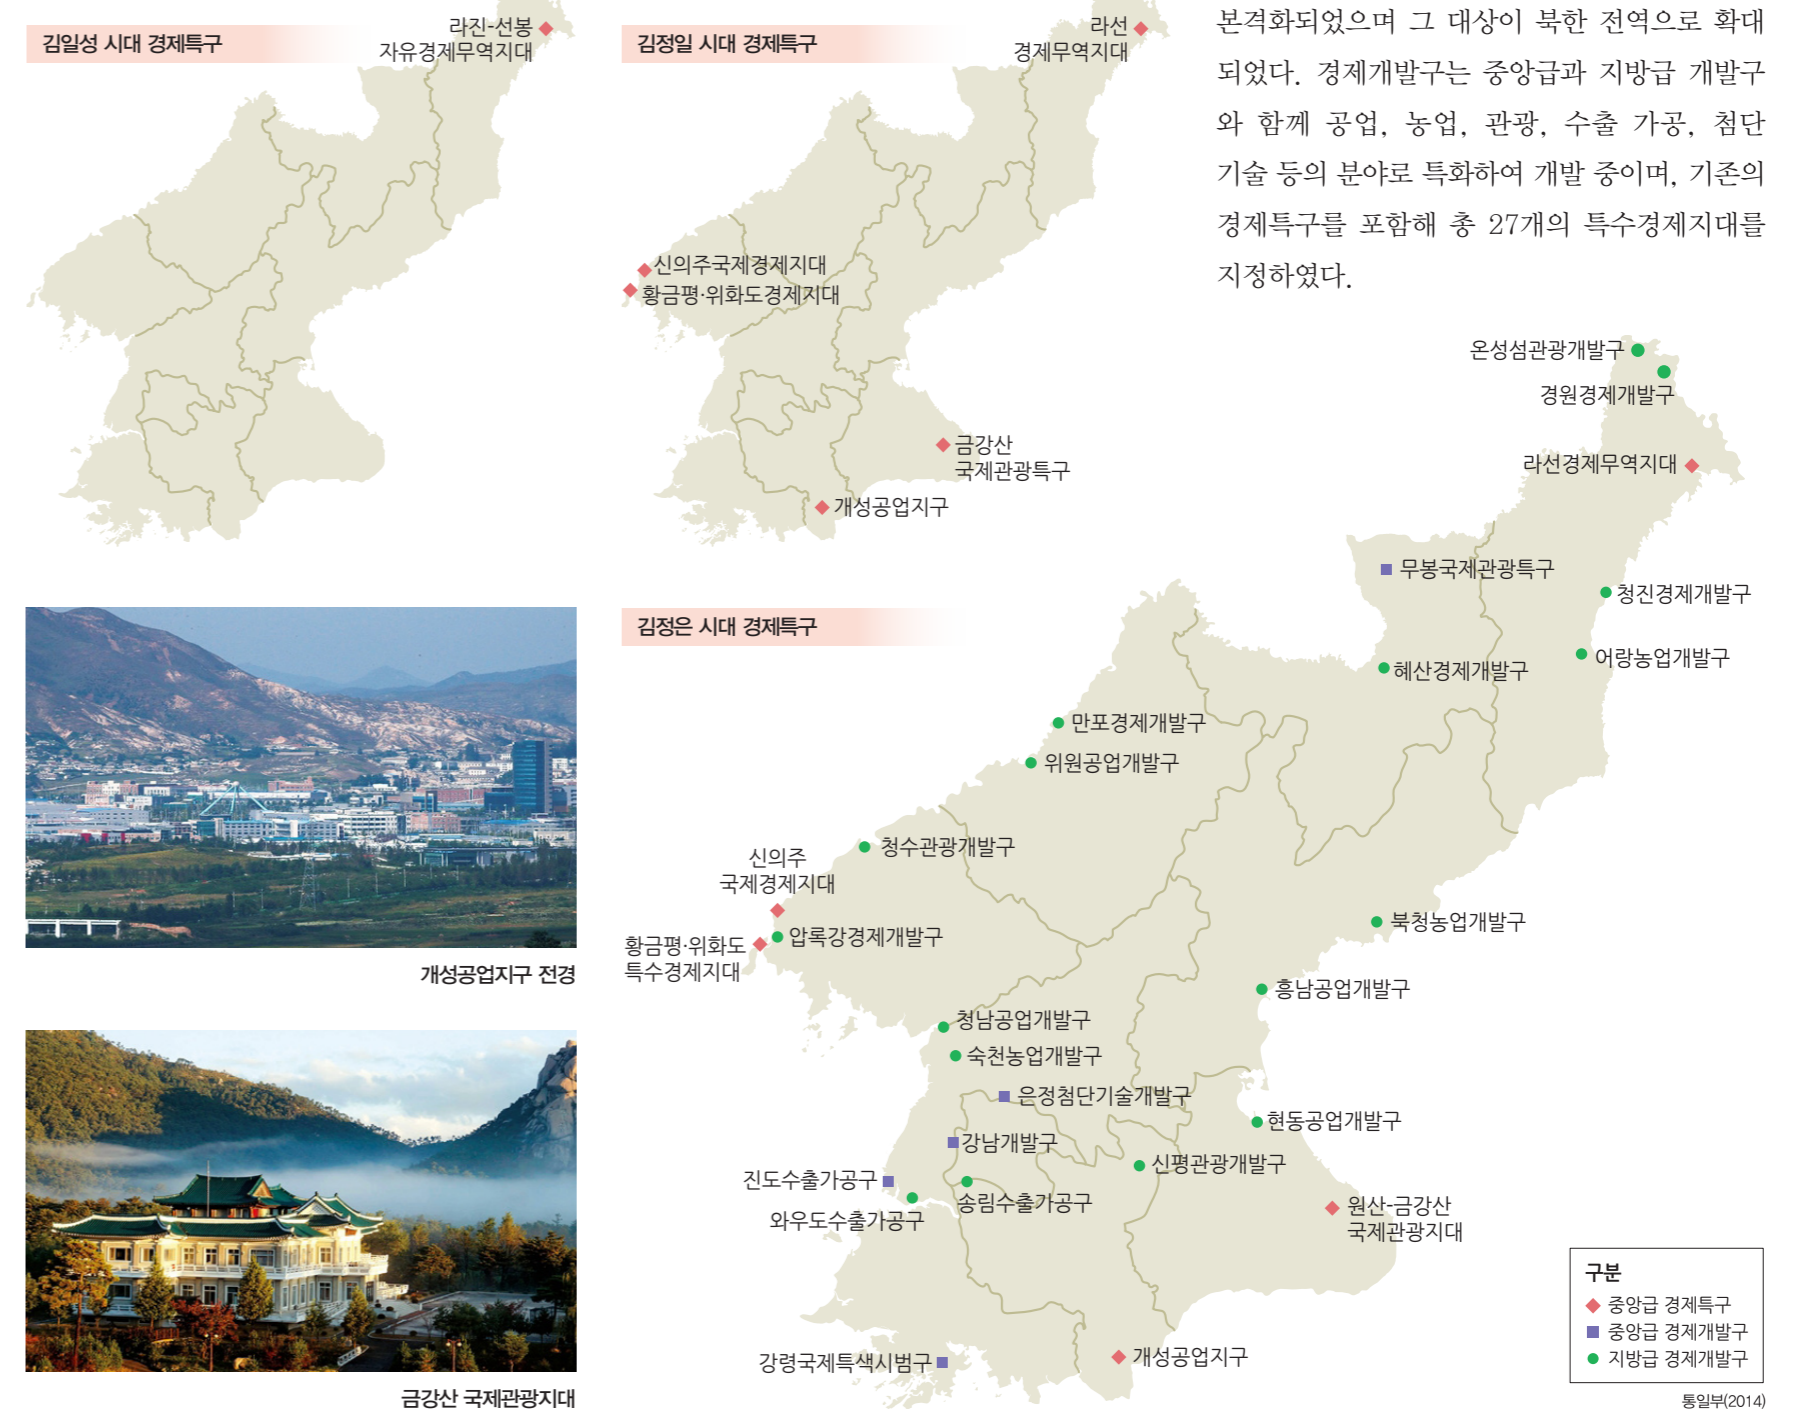 김일성 시대 경제특구
라진-선봉
자유경제무역지대
김정일 시대 경제특구
라선
경제무역지대
신의주국제경제지대
황금평·위화도경제지대
금강산
국제관광특구
개성공업지구
본격화되었으며 그 대상이 북한 전역으로 확대
되었다. 경제개발구는 중앙급과 지방급 개발구
와 함께 공업, 농업, 관광, 수출 가공, 첨단
기술 등의 분야로 특화하여 개발 중이며, 기존의
경제특구를 포함해 총 27개의 특수경제지대를
지정하였다.
개성공업지구 전경
금강산 국제관광지대
김정은 시대 경제특구
온성섬관광개발구
경원경제개발구
라선경제무역지대
무봉국제관광특구
청진경제개발구
어랑농업개발구
혜산경제개발구
만포경제개발구
위원공업개발구
청수관광개발구
신의주
국제경제지대
압록강경제개발구
황금평·위화도
특수경제지대
북청농업개발구
흥남공업개발구
청남공업개발구
숙천농업개발구
은정첨단기술개발구
현동공업개발구
강남개발구
신평관광개발구
진도수출가공구
송림수출가공구
와우도수출가공구
원산-금강산
국제관광지대
강령국제특색시범구
개성공업지구
구분
중앙급 경제특구
중앙급 경제개발구
지방급 경제개발구
통일부(2014)